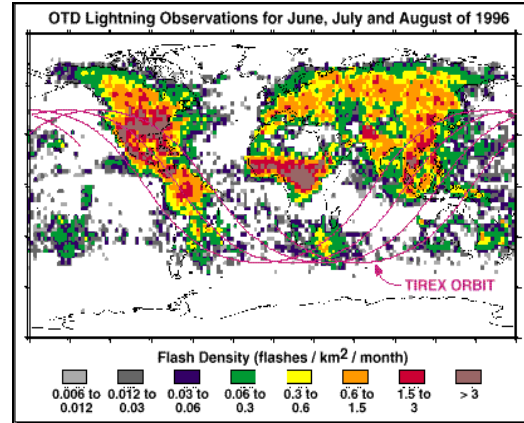 OTD Lightning Observations for June, July and August of 1996
TIREX ORBIT
Flash Density (flashes / km² / month)
0.006 to 0.012
0.012 to 0.03
0.03 to 0.06
0.06 to 0.3
0.3 to 0.6
0.6 to 1.5
1.5 to 3
> 3